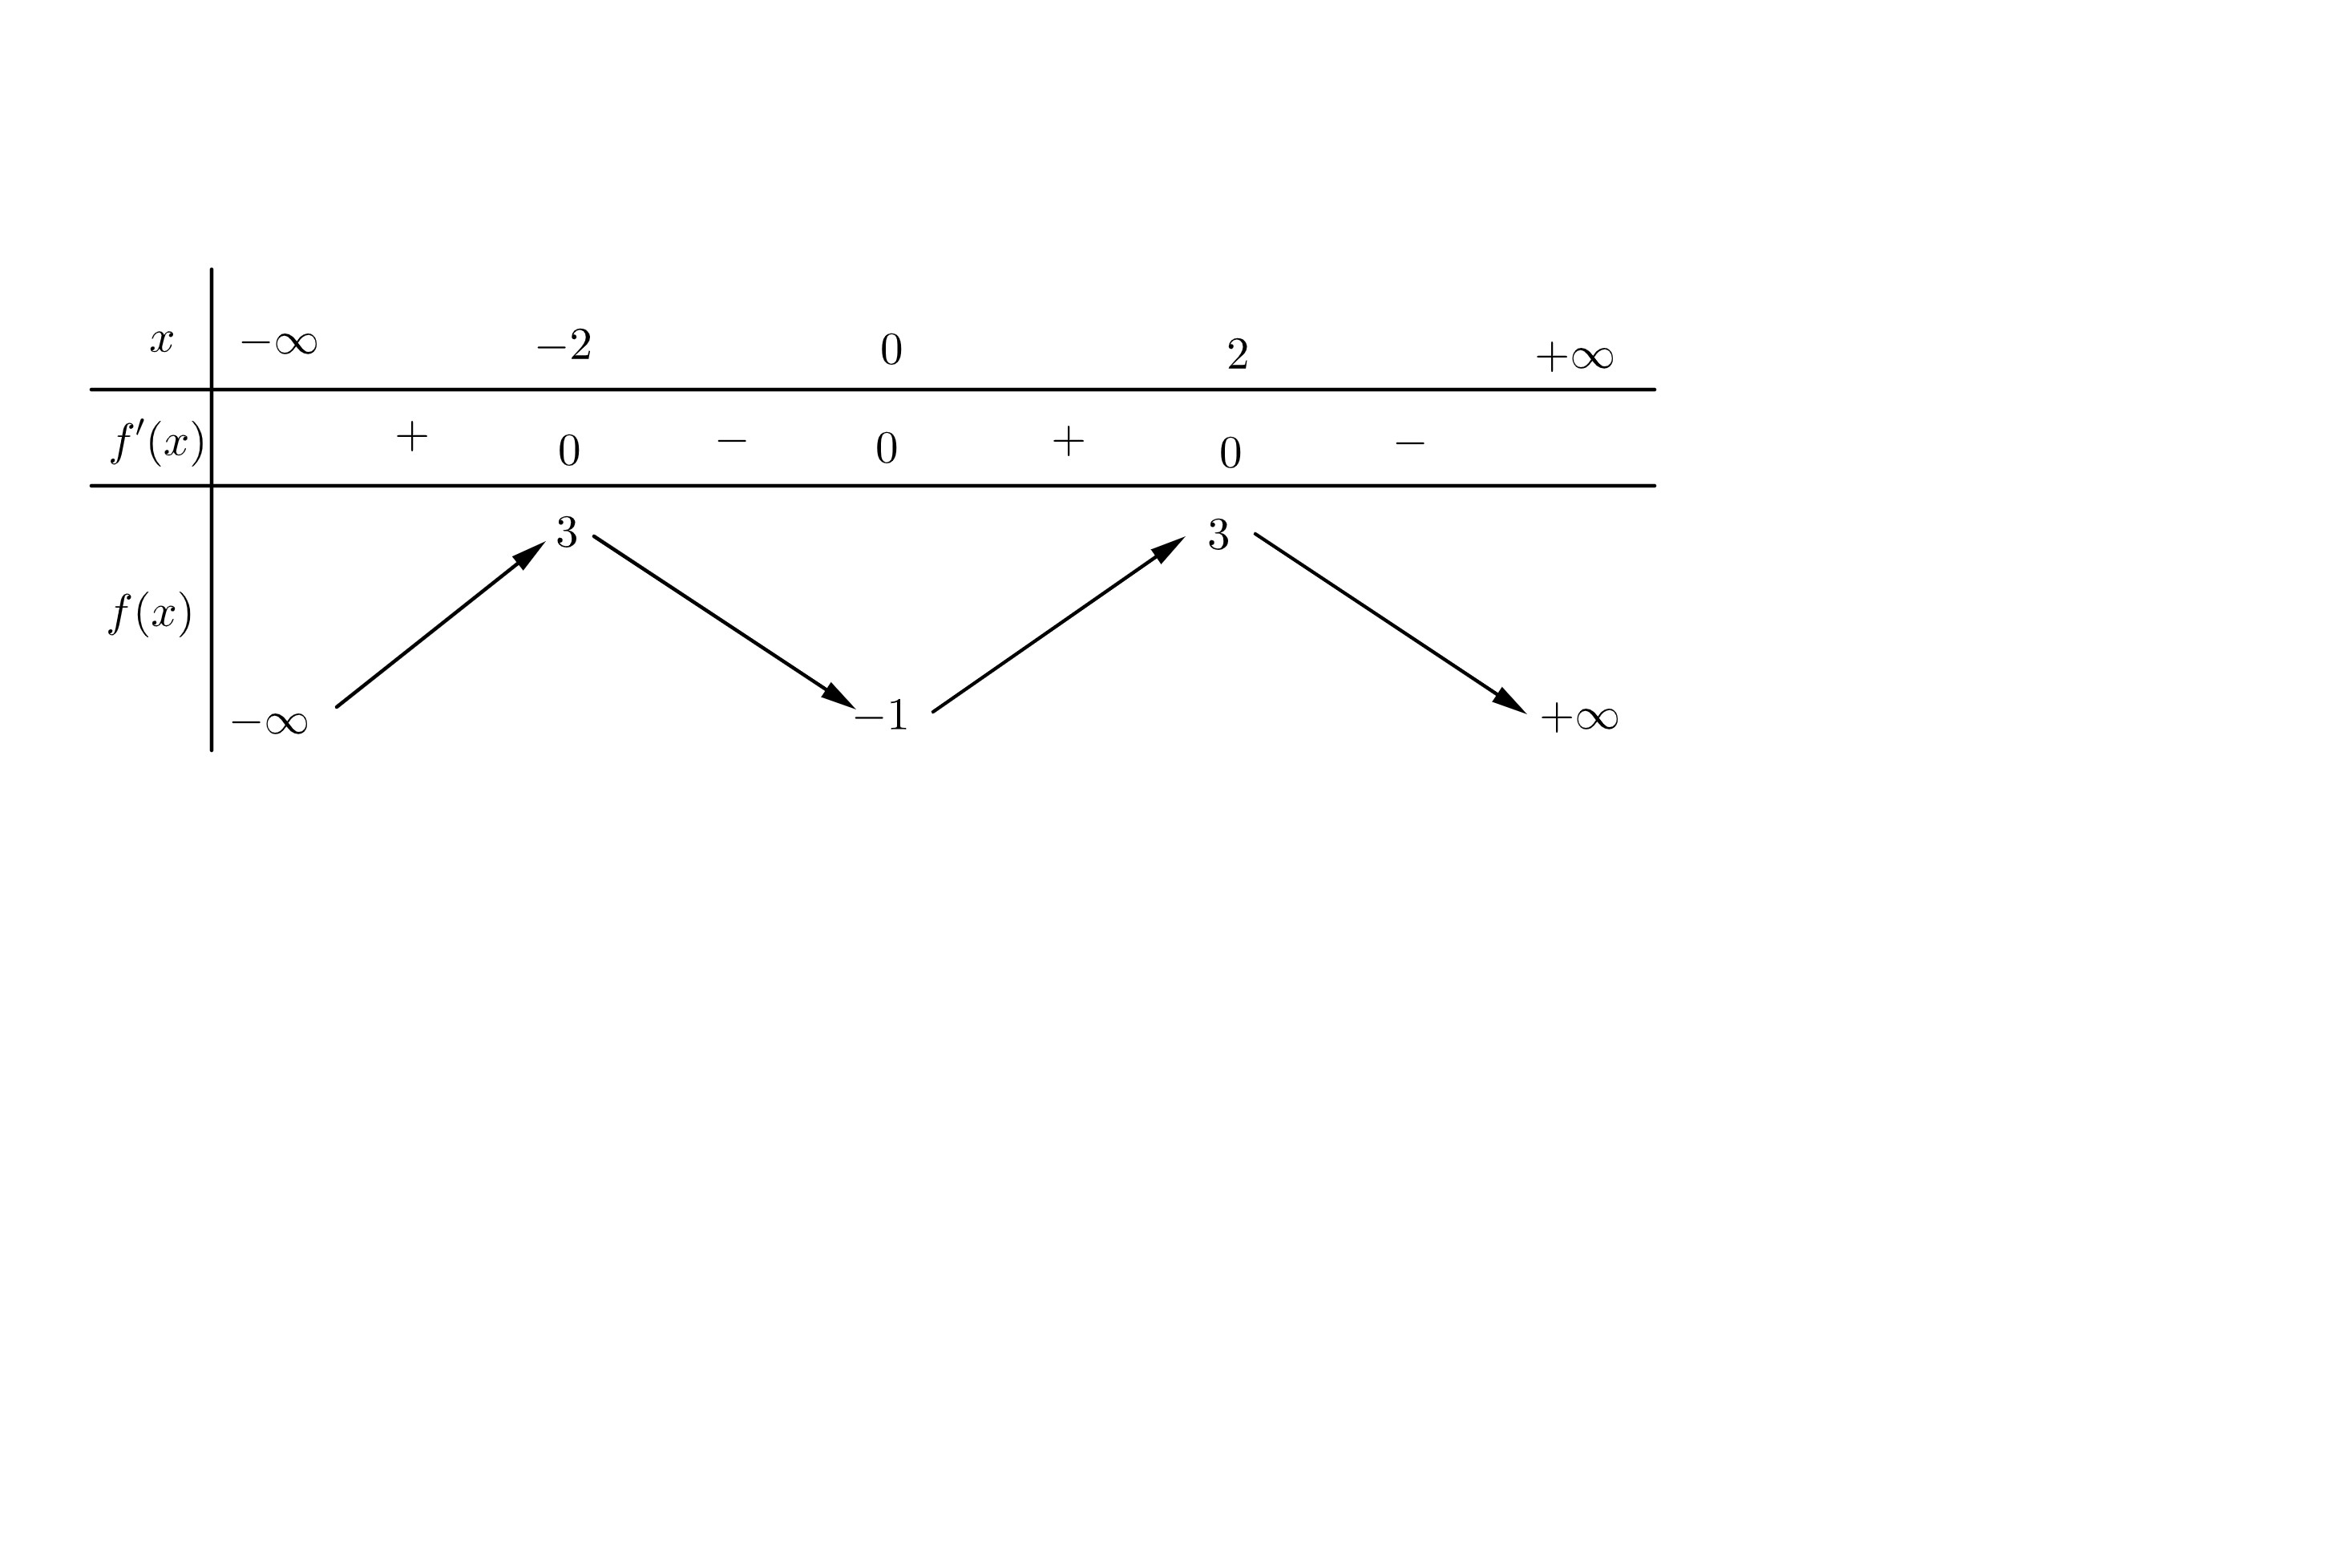 x −∞ −2 0 2 +∞
f′(x) + 0 − 0 + 0 −
3 3
f(x)
−∞ −1 +∞